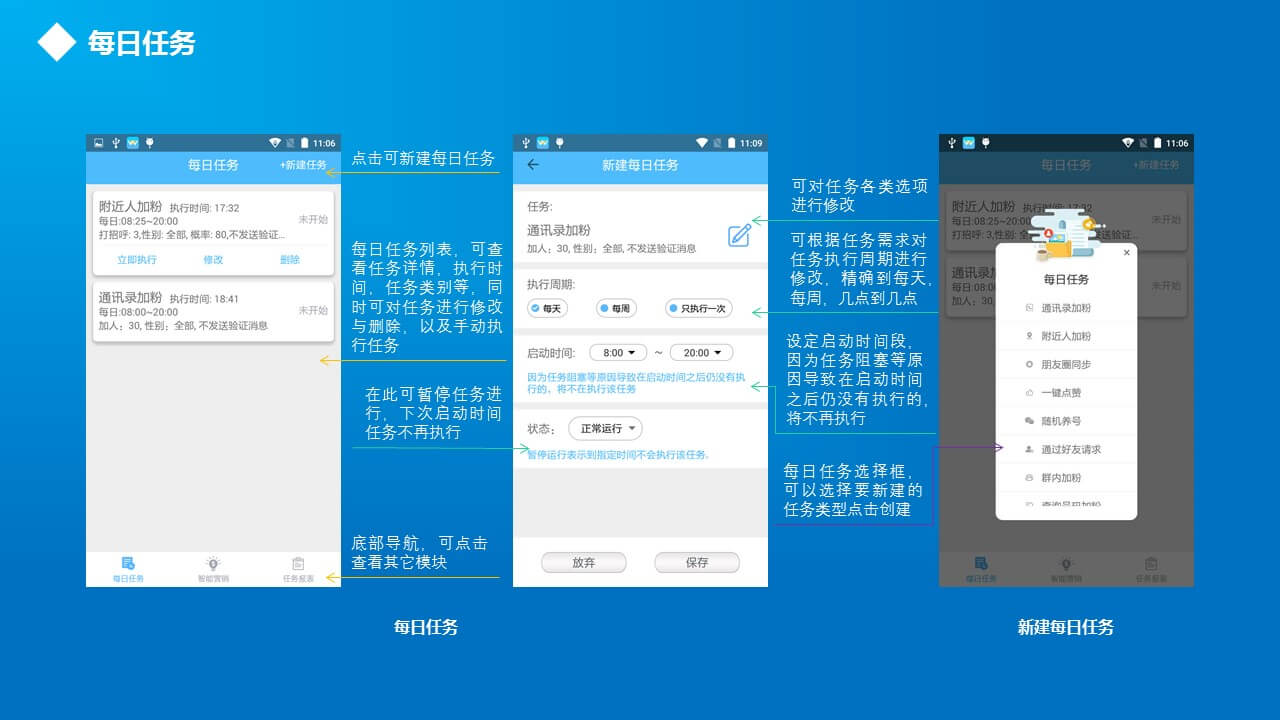 每日任务
11:06
每日任务
+新建任务
附近人加粉 执行时间: 17:32
每日:08:25~20:00
未开始
打招呼: 3,性别: 全部, 概率: 80,不发送验证...
立即执行 修改 删除
通讯录加粉 执行时间: 18:41
每日:08:00~20:00
未开始
加人；30, 性别；全部, 不发送验证消息
每日任务 智能营销 任务报表
点击可新建每日任务
每日任务列表，可查
看任务详情，执行时
间，任务类别等，同
时可对任务进行修改
与删除，以及手动执
行任务
在此可暂停任务进
行，下次启动时间
任务不再执行
底部导航，可点击
查看其它模块
每日任务
11:09
新建每日任务
任务:
通讯录加粉
加人；30, 性别；全部, 不发送验证消息
执行周期:
每天 每周 只执行一次
启动时间: 8:00 ~ 20:00
因为任务阻塞等原因导致在启动时间之后仍没有执
行的，将不在执行该任务
状态： 正常运行
暂停运行表示到指定时间不会执行该任务.
放弃 保存
可对任务各类选项
进行修改
可根据任务需求对
任务执行周期进行
修改，精确到每天，
每周，几点到几点
设定启动时间段，
因为任务阻塞等原
因导致在启动时间
之后仍没有执行的，
将不再执行
每日任务选择框，
可以选择要新建的
任务类型点击创建
11:06
每日任务
+新建任务
附近人加粉 执行时间: 17:32
每日:08:25~20:00
未开始
打招呼: 3
验证...
通讯录加
每日:08:0
未开始
加人；30,
×
每日任务
通讯录加粉
附近人加粉
朋友圈同步
一键点赞
随机养号
通过好友请求
群内加粉
查询号码加粉
每日任务 智能营销 任务报表
新建每日任务